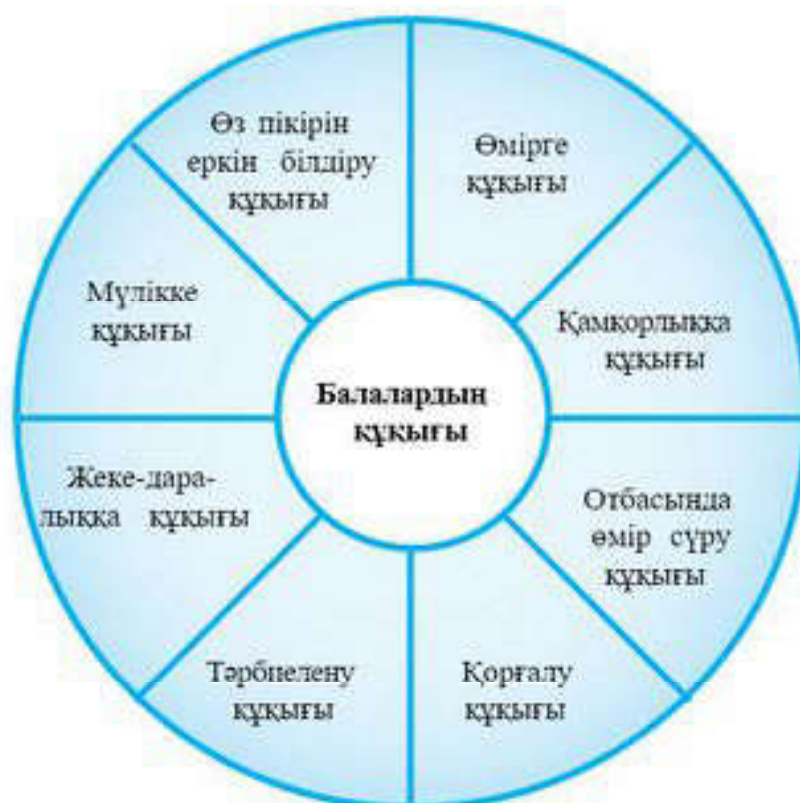 Өз пікірін
еркін білдіру
құқығы
Өмірге
құқығы
Қамқорлыққа
құқығы
Отбасында
өмір сүру
құқығы
Қорғалу
құқығы
Тәрбиелену
құқығы
Жеке-дара-
лыққа құқығы
Мүлікке
құқығы
Балалардың
құқығы